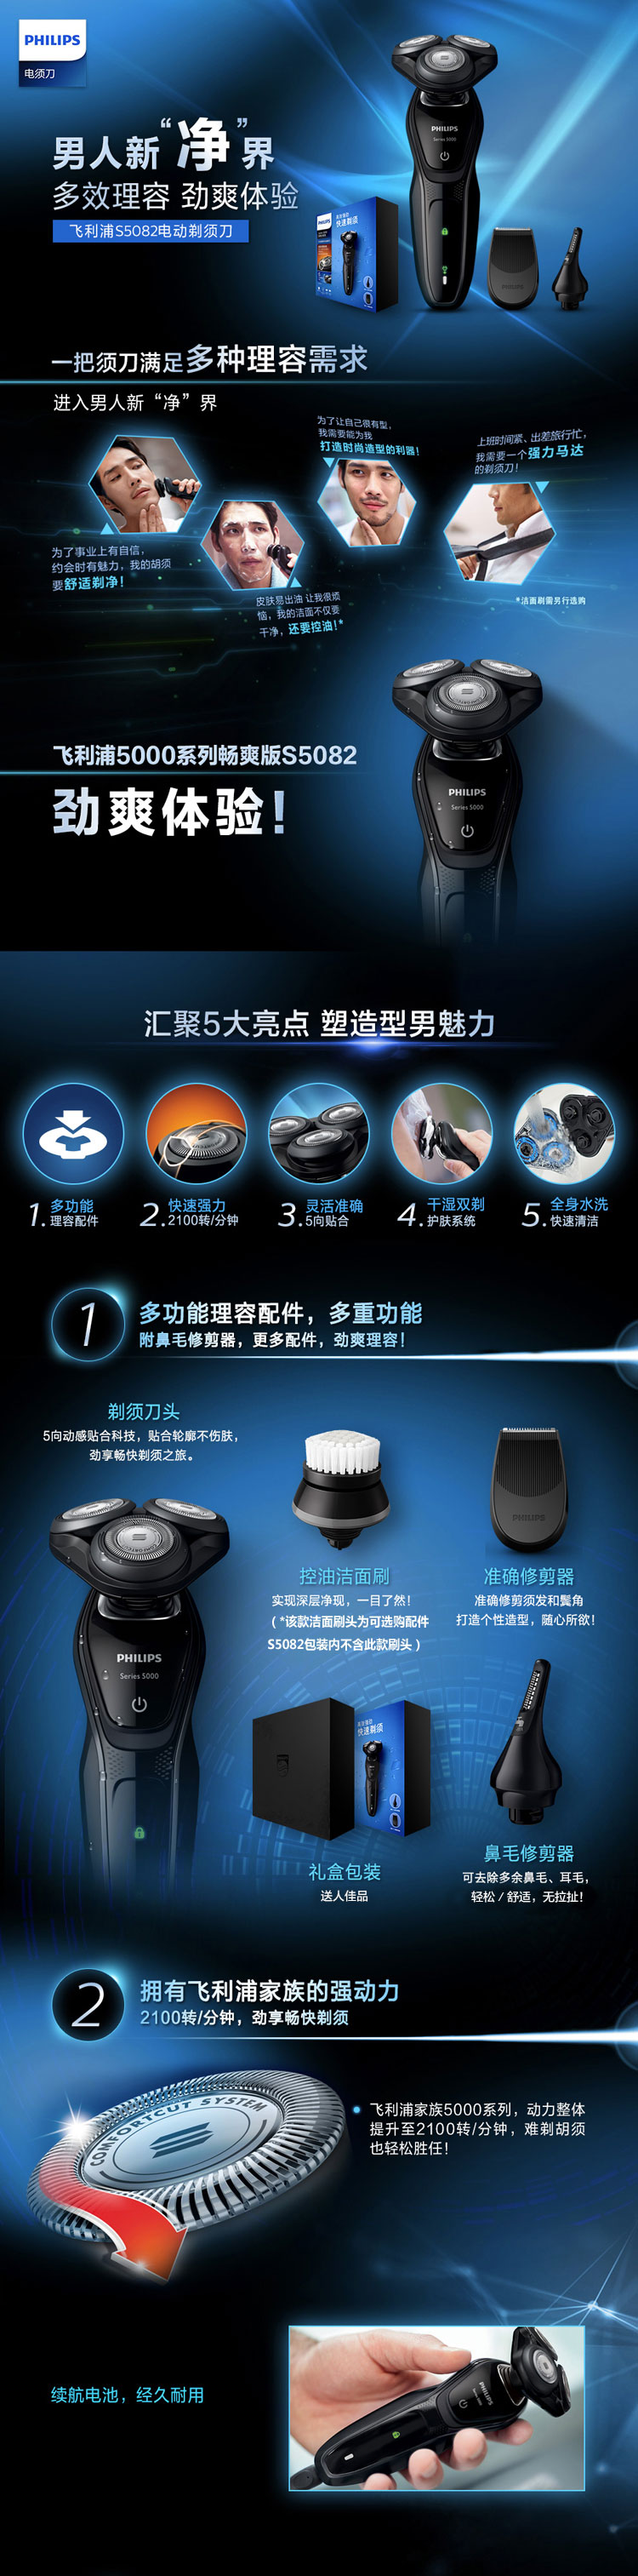 PHILIPS
电须刀
男人新“净”界
多效理容 劲爽体验
飞利浦S5082电动剃须刀
PHILIPS
Series 5000
PHILIPS
快速剃须
PHILIPS
一把须刀满足多种理容需求
进入男人新“净”界
为了让自己很有型，
我需要能为我
打造时尚造型的利器！
上班时间紧、出差旅行忙，
我需要一个强力马达
的剃须刀！
为了事业上有自信，
约会时有魅力，我的胡须
要舒适剃净！
皮肤易出油 让我很烦
恼，我的洁面不仅要
干净，还要控油！*
*洁面刷需另行选购
飞利浦5000系列畅爽版S5082
劲爽体验！
PHILIPS
Series 5000
汇聚5大亮点 塑造型男魅力
1.多功能
理容配件
2.快速强力
2100转/分钟
3.灵活准确
5向贴合
4.干湿双剃
护肤系统
5.全身水洗
快速清洁
1
多功能理容配件，多重功能
附鼻毛修剪器，更多配件，劲爽理容！
剃须刀头
5向动感贴合科技，贴合轮廓不伤肤，
劲享畅快剃须之旅。
PHILIPS
Series 5000
控油洁面刷
实现深层净现，一目了然！
（*该款洁面刷头为可选购配件
S5082包装内不含此款刷头）
PHILIPS
准确修剪器
准确修剪须发和鬓角
打造个性造型，随心所欲！
快速剃须
礼盒包装
送人佳品
鼻毛修剪器
可去除多余鼻毛、耳毛，
轻松／舒适，无拉扯！
2
拥有飞利浦家族的强动力
2100转/分钟，劲享畅快剃须
COMFORTCUT SYSTEM
飞利浦家族5000系列，动力整体
提升至2100转/分钟，难剃胡须
也轻松胜任！
续航电池，经久耐用
PHILIPS